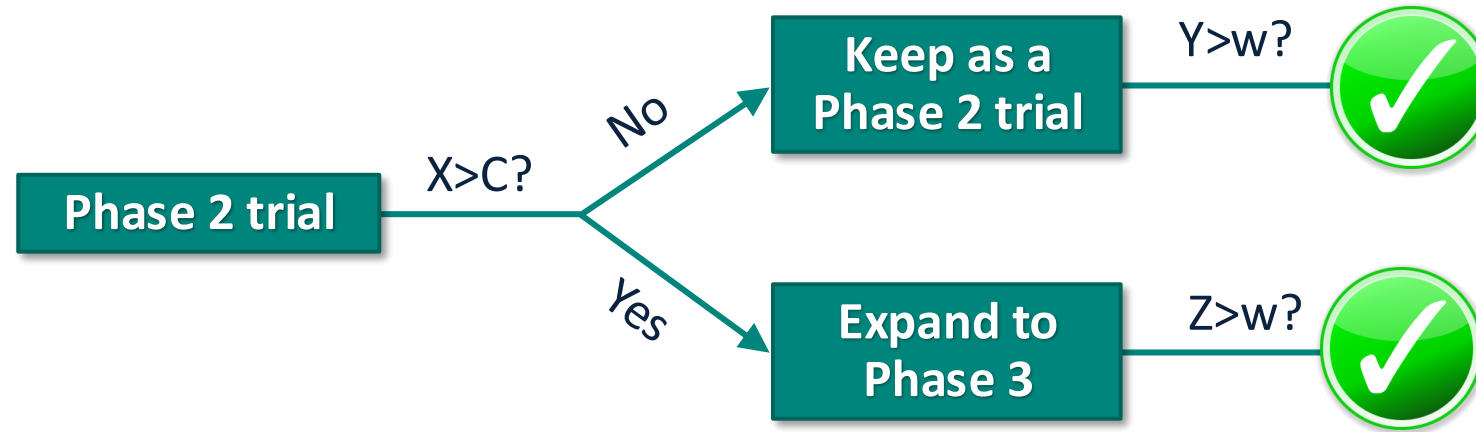 Phase 2 trial
X>C?
No
Keep as a
Phase 2 trial
Y>w?
Yes
Expand to
Phase 3
Z>w?